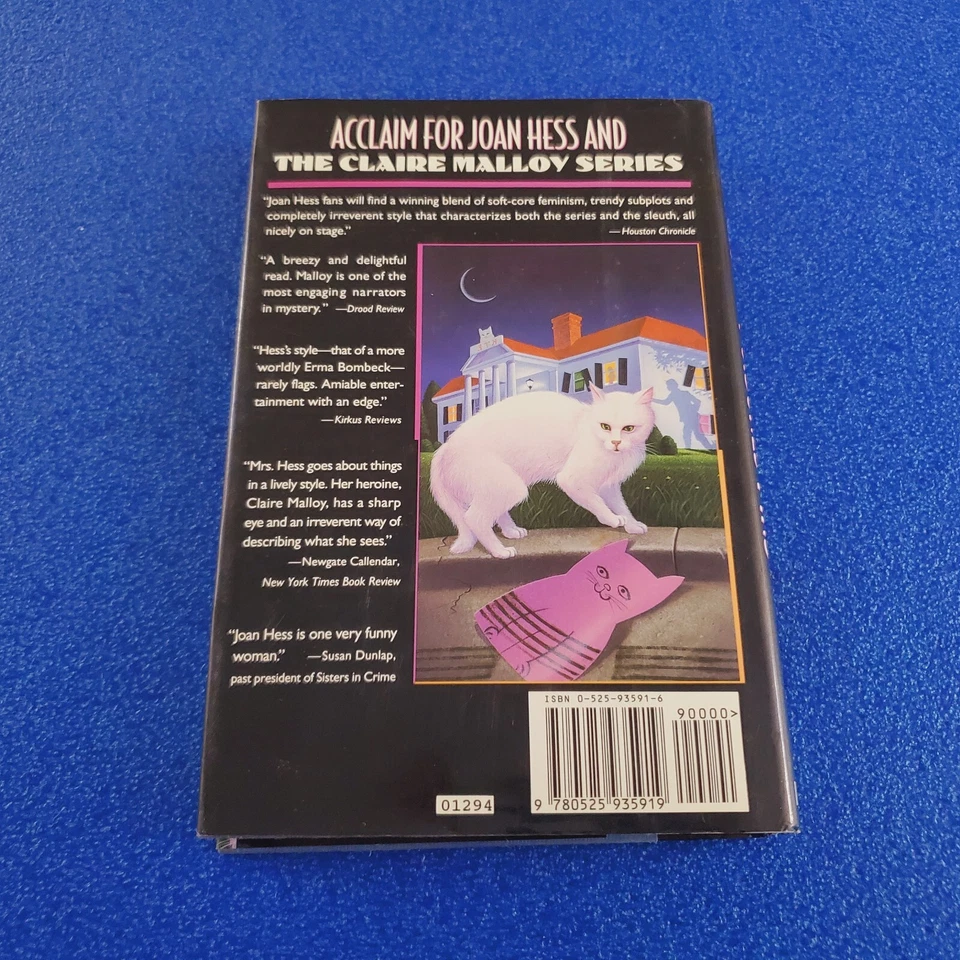 ACCLAIM FOR JOAN HESS AND
THE CLAIRE MALLOY SERIES
"Joan Hess fans will find a winning blend of soft-core feminism, trendy subplots and
completely irreverent style that characterizes both the series and the sleuth, all
nicely on stage."
—Houston Chronicle
"A breezy and delightful
read. Malloy is one of the
most engaging narrators
in mystery." —Drood Review
"Hess's style—that of a more
worldly Erma Bombeck—
rarely flags. Amiable enter-
tainment with an edge."
—Kirkus Reviews
"Mrs. Hess goes about things
in a lively style. Her heroine,
Claire Malloy, has a sharp
eye and an irreverent way of
describing what she sees."
—Newgate Callendar,
New York Times Book Review
"Joan Hess is one very funny
woman." —Susan Dunlap,
past president of Sisters in Crime
ISBN 0-525-93591-6
90000>
9 780525 935919
01294